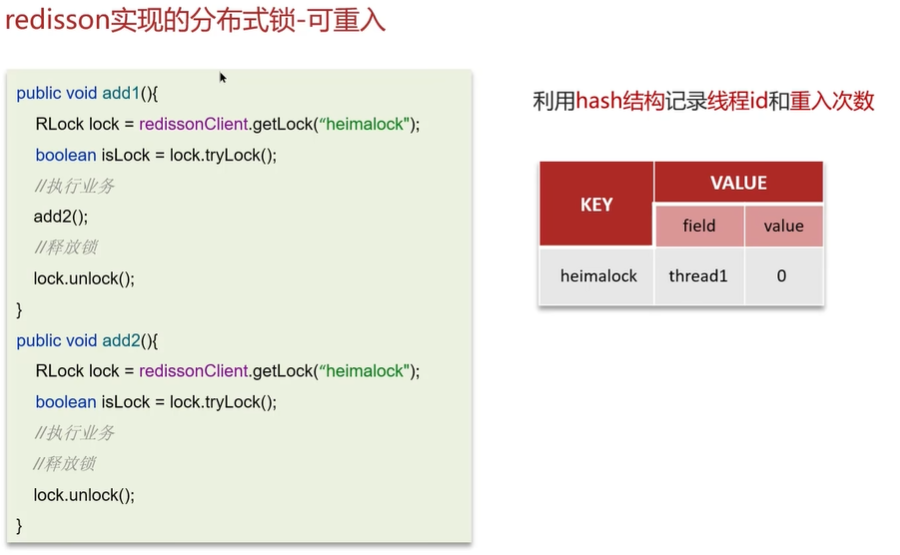 redisson实现的分布式锁-可重入
public void add1(){
RLock lock = redissonClient.getLock(“heimalock");
boolean isLock = lock.tryLock();
//执行业务
add2();
//释放锁
lock.unlock();
}
public void add2(){
RLock lock = redissonClient.getLock(“heimalock");
boolean isLock = lock.tryLock();
//执行业务
//释放锁
lock.unlock();
}
利用hash结构记录线程id和重入次数
KEY VALUE
field value
heimalock thread1 0